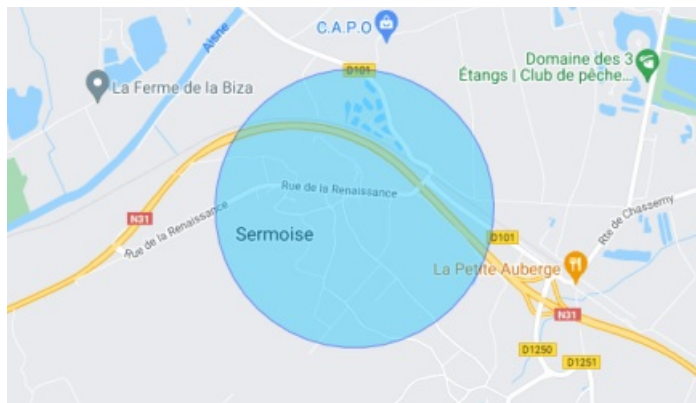 C.A.P.O
Aisne
D101
Domaine des 3
Étangs | Club de pêche...
La Ferme de la Biza
Rue de la Renaissance
N31
Rue de la Renaissance
Rte de Chassemy
Sermoise
D101
La Petite Auberge
N31
D1250
D1251